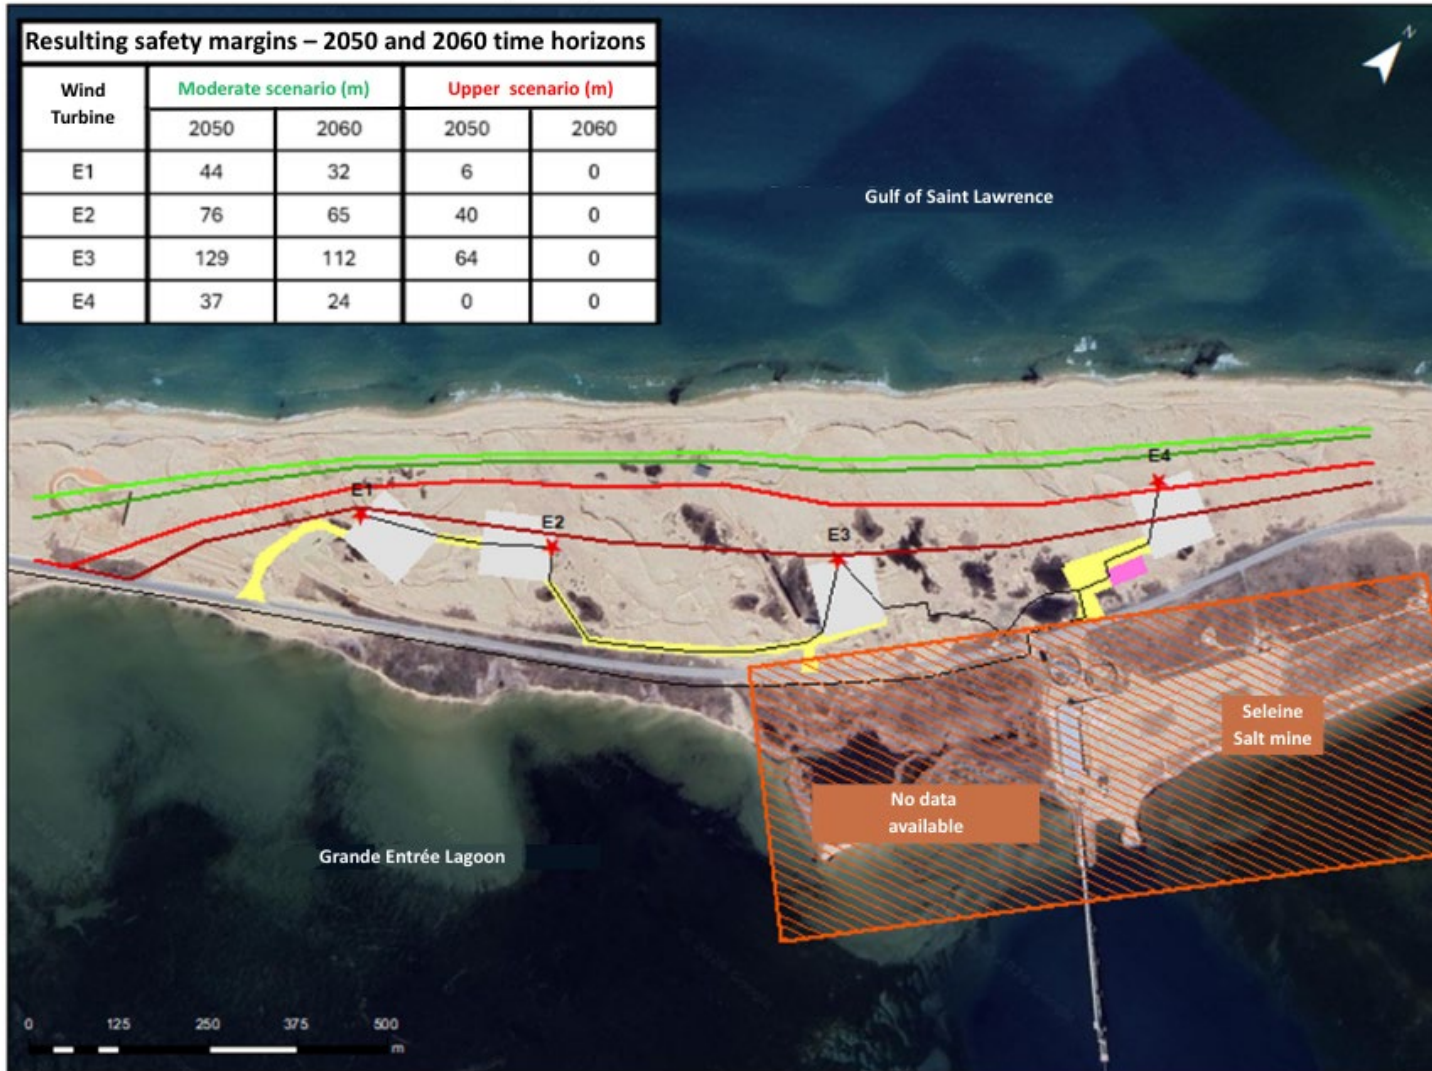 Resulting safety margins – 2050 and 2060 time horizons
Wind Turbine Moderate scenario (m) Upper scenario (m)
2050 2060 2050 2060
E1 44 32 6 0
E2 76 65 40 0
E3 129 112 64 0
E4 37 24 0 0
N
Gulf of Saint Lawrence
E4
E1
E2
E3
Seleine
Salt mine
No data
available
Grande Entrée Lagoon
0 125 250 375 500
m